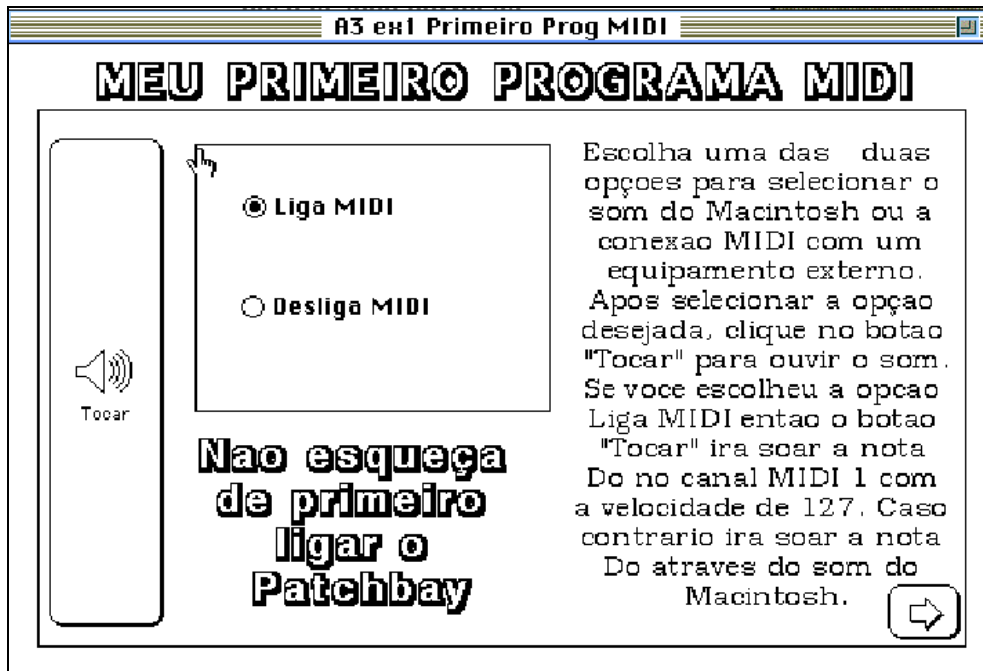 A3 ex1 Primeiro Prog MIDI
MEU PRIMEIRO PROGRAMA MIDI
Liga MIDI
Desliga MIDI
Tocar
Nao esqueça
de primeiro
ligar o
Patchbay
Escolha uma das duas
opçoes para selecionar o
som do Macintosh ou a
conexao MIDI com um
equipamento externo.
Apos selecionar a opçao
desejada, clique no botao
"Tocar" para ouvir o som.
Se voce escolheu a opcao
Liga MIDI entao o botao
"Tocar" ira soar a nota
Do no canal MIDI 1 com
a velocidade de 127. Caso
contrario ira soar a nota
Do atraves do som do
Macintosh.